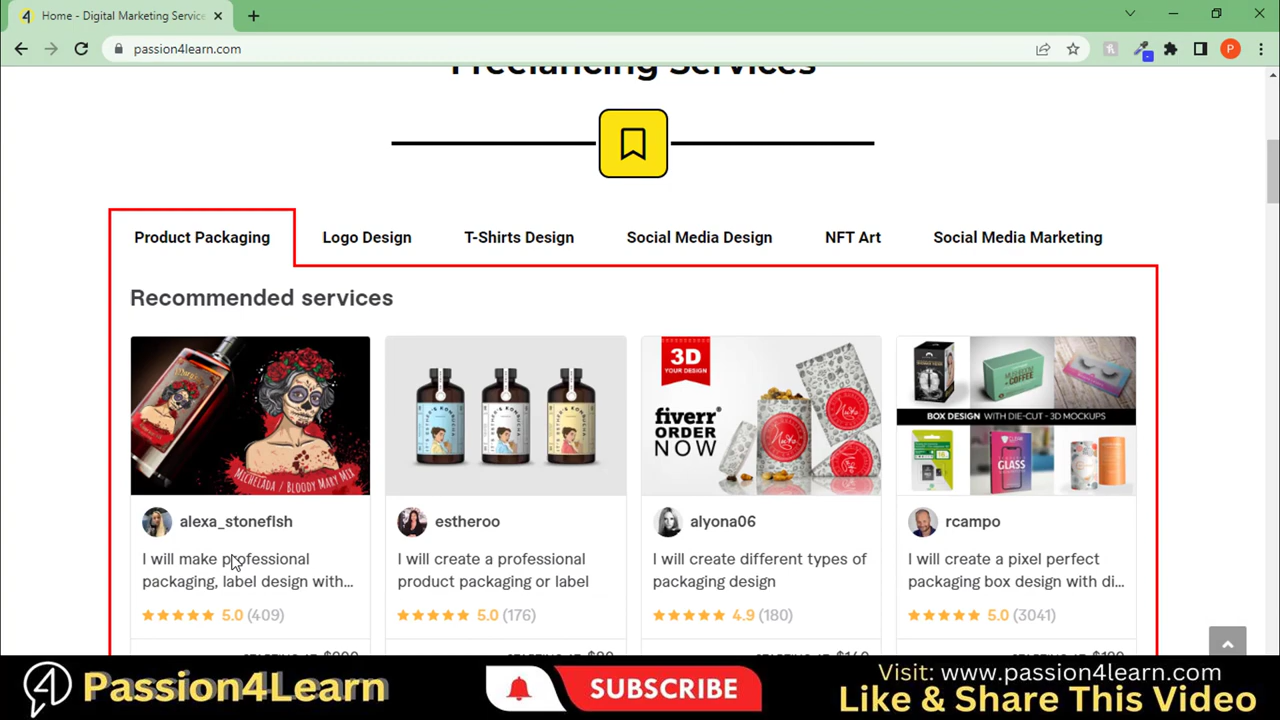 Home - Digital Marketing Service
passion4learn.com
P
Freelancing Services
Product Packaging
Logo Design
T-Shirts Design
Social Media Design
NFT Art
Social Media Marketing
Recommended services
MICHELADA / BLOODY MARY MIX
3D
YOUR DESIGN
fiverr®
ORDER
NOW
BOX DESIGN WITH DIE-CUT - 3D MOCKUPS
GLASS
alexa_stonefish
estheroo
alyona06
rcampo
I will make professional
packaging, label design with...
I will create a professional
product packaging or label
I will create different types of
packaging design
I will create a pixel perfect
packaging box design with di...
5.0 (409)
5.0 (176)
4.9 (180)
5.0 (3041)
Passion4Learn
SUBSCRIBE
Visit: www.passion4learn.com
Like & Share This Video